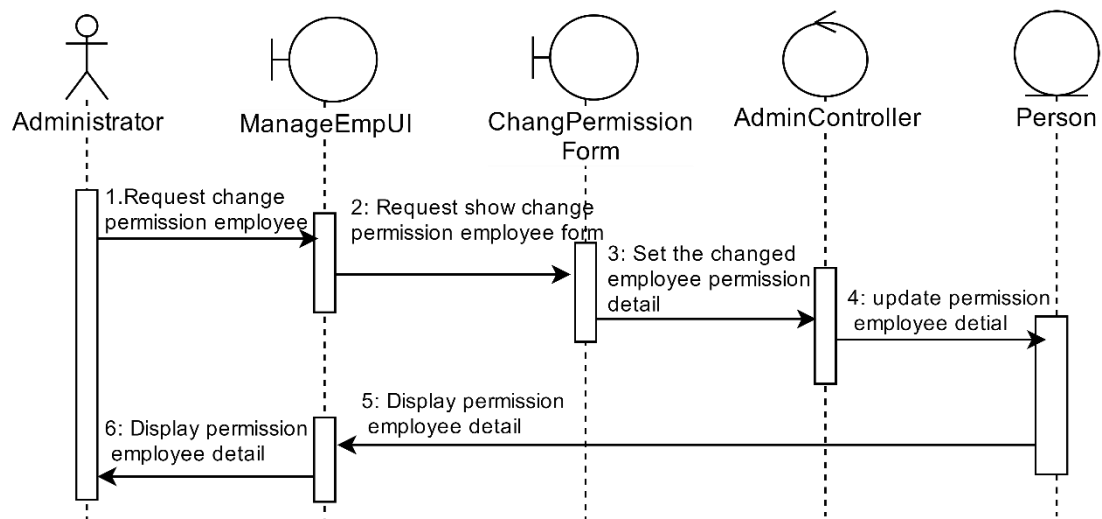 Administrator
ManageEmpUI
ChangPermission
Form
AdminController
Person
1.Request change
permission employee
2: Request show change
permission employee form
3: Set the changed
employee permission
detail
4: update permission
employee detial
5: Display permission
employee detail
6: Display permission
employee detail